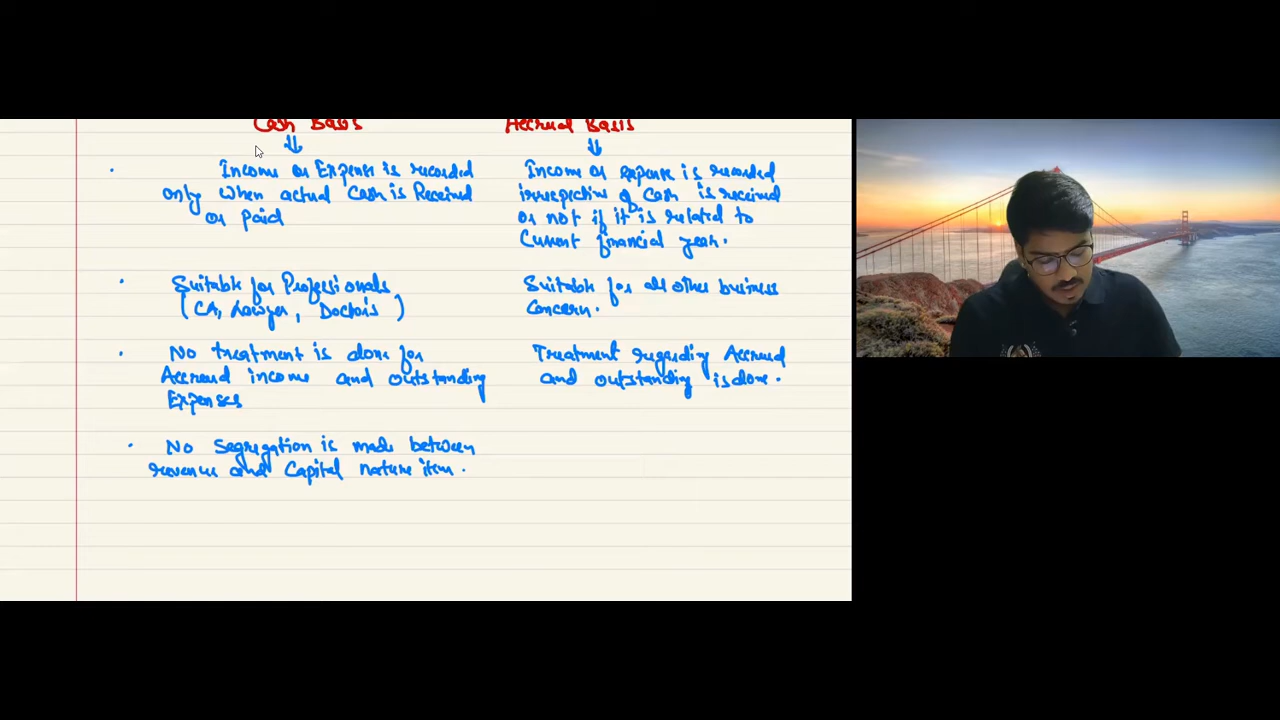 Cash Basis
Income or Expense is recorded
only when actual Cash is Received
or paid
Accrual Basis
Income or expense is recorded
irrespective of Cash is received
or not if it is related to
Current financial year.
Suitable for Professionals
(CA, Lawyer, Doctors)
Suitable for all other business
Concern.
No treatment is done for
Accrued income and outstanding
Expenses
Treatment regarding Accrued
and outstanding is done.
No Segregation is made between
revenue and Capital nature item.